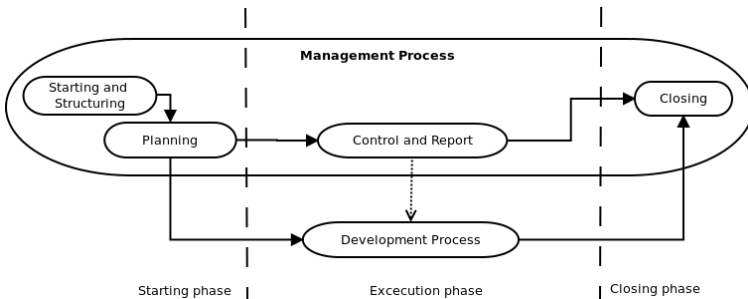 Management Process
Starting and
Structuring
Closing
Planning
Control and Report
Development Process
Starting phase
Excecution phase
Closing phase